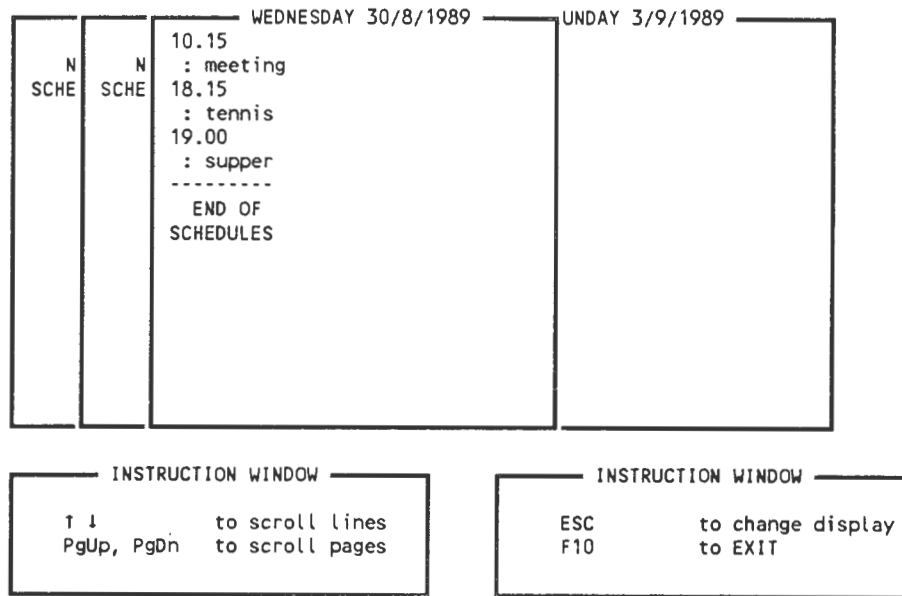 WEDNESDAY 30/8/1989 UNDAY 3/9/1989
10.15
N N : meeting
SCHE SCHE 18.15
: tennis
19.00
: supper
---------
END OF
SCHEDULES
INSTRUCTION WINDOW
↑ ↓ to scroll lines
PgUp, PgDn to scroll pages
INSTRUCTION WINDOW
ESC to change display
F10 to EXIT